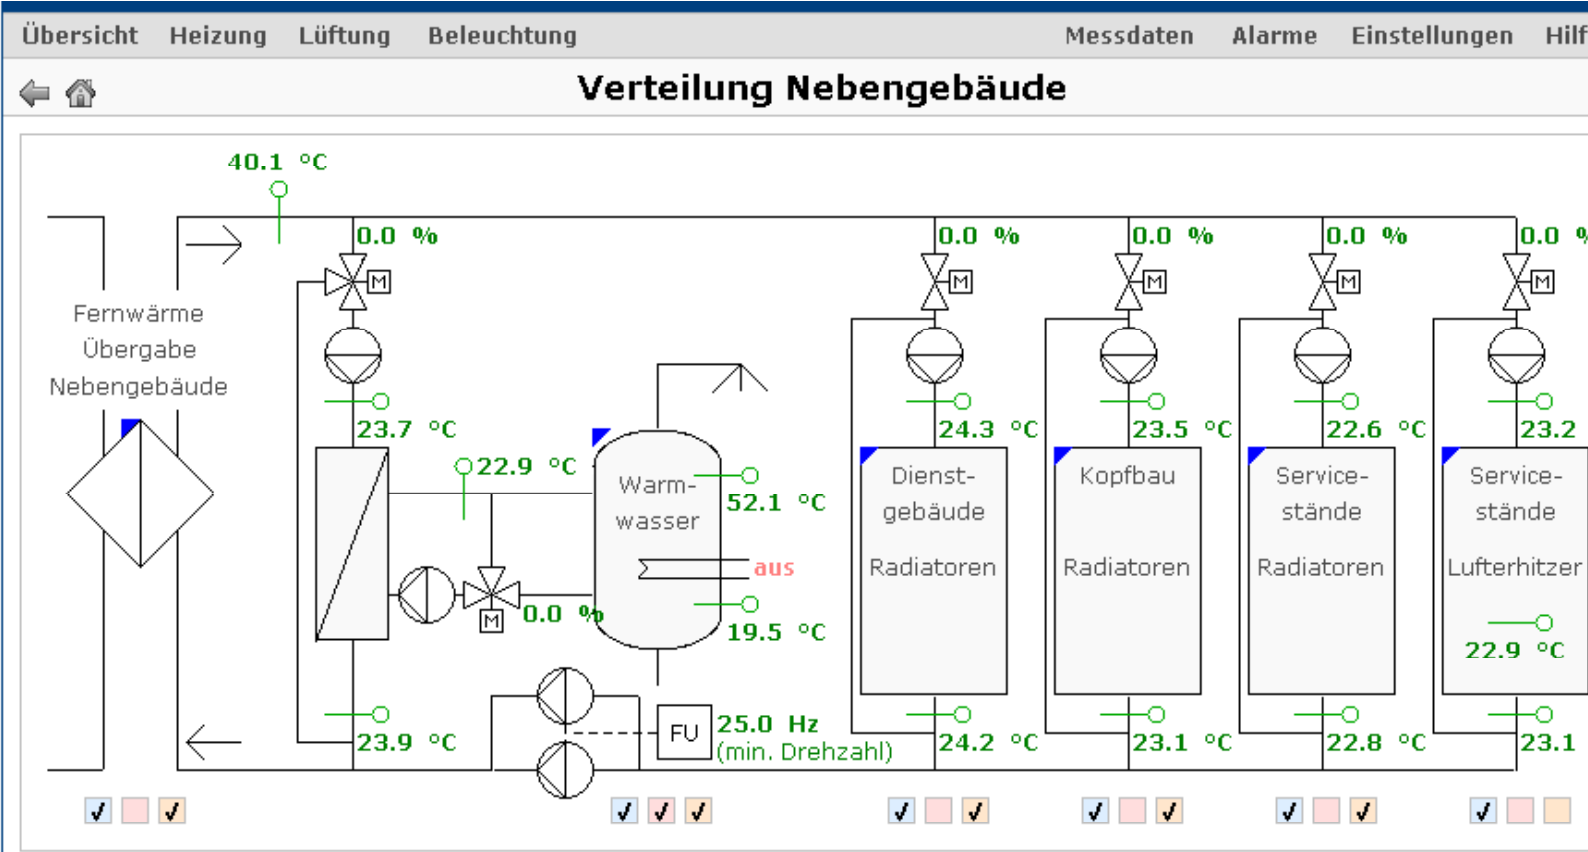 Übersicht Heizung Lüftung Beleuchtung Messdaten Alarme Einstellungen Hilf
Verteilung Nebengebäude
40.1 °C
0.0 %
0.0 %
0.0 %
0.0 %
0.0 %
M
M
M
M
M
Fernwärme
Übergabe
Nebengebäude
23.7 °C
24.3 °C
23.5 °C
22.6 °C
23.2
22.9 °C
Warm-
wasser
52.1 °C
aus
19.5 °C
M
0.0 %
Dienst-
gebäude
Radiatoren
Kopfbau
Radiatoren
Service-
stände
Radiatoren
Service-
stände
Lufterhitzer
22.9 °C
FU
25.0 Hz
(min. Drehzahl)
23.9 °C
24.2 °C
23.1 °C
22.8 °C
23.1